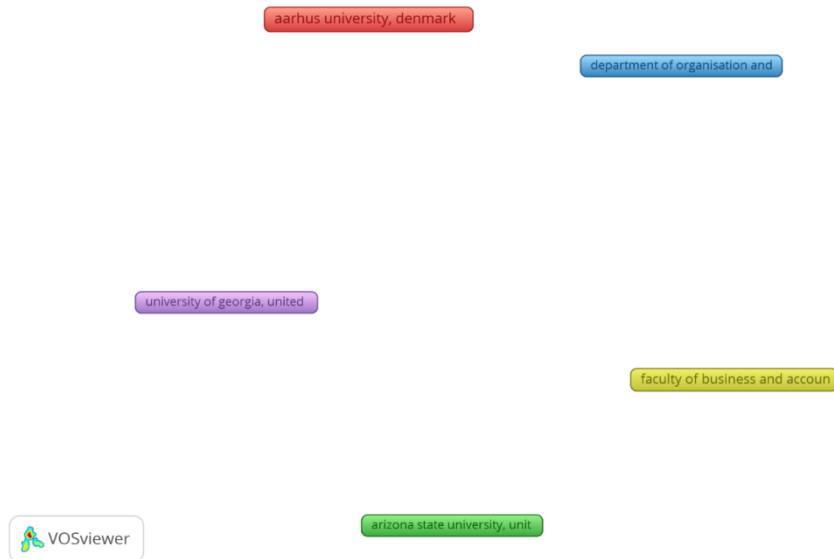 aarhus university, denmark
department of organisation and
university of georgia, united
faculty of business and accoun
arizona state university, unit
VOSviewer